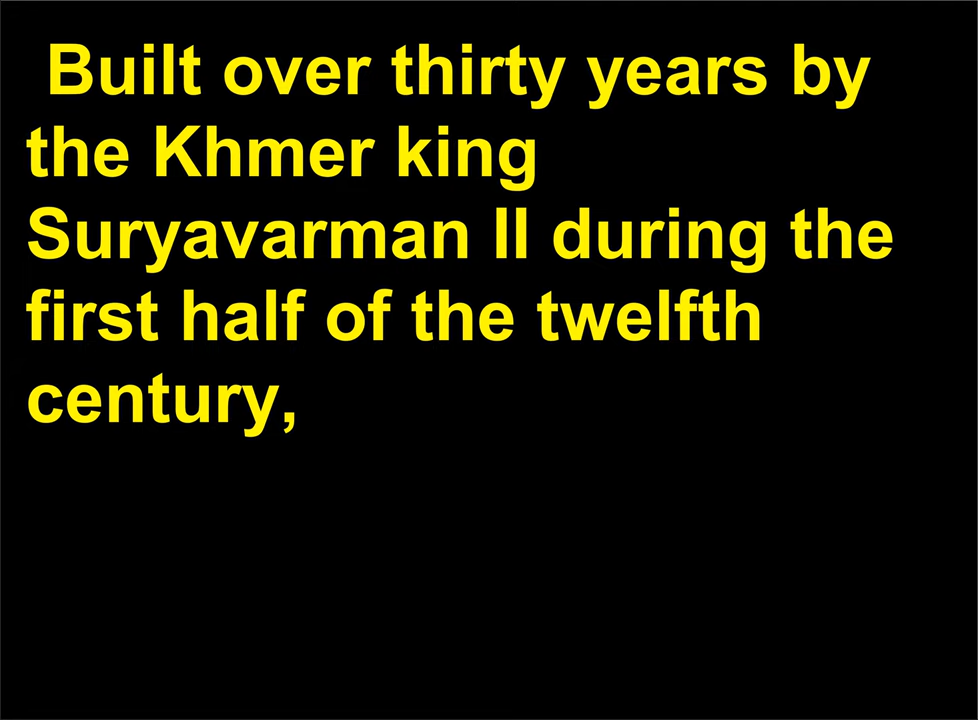 Built over thirty years by
the Khmer king
Suryavarman II during the
first half of the twelfth
century,